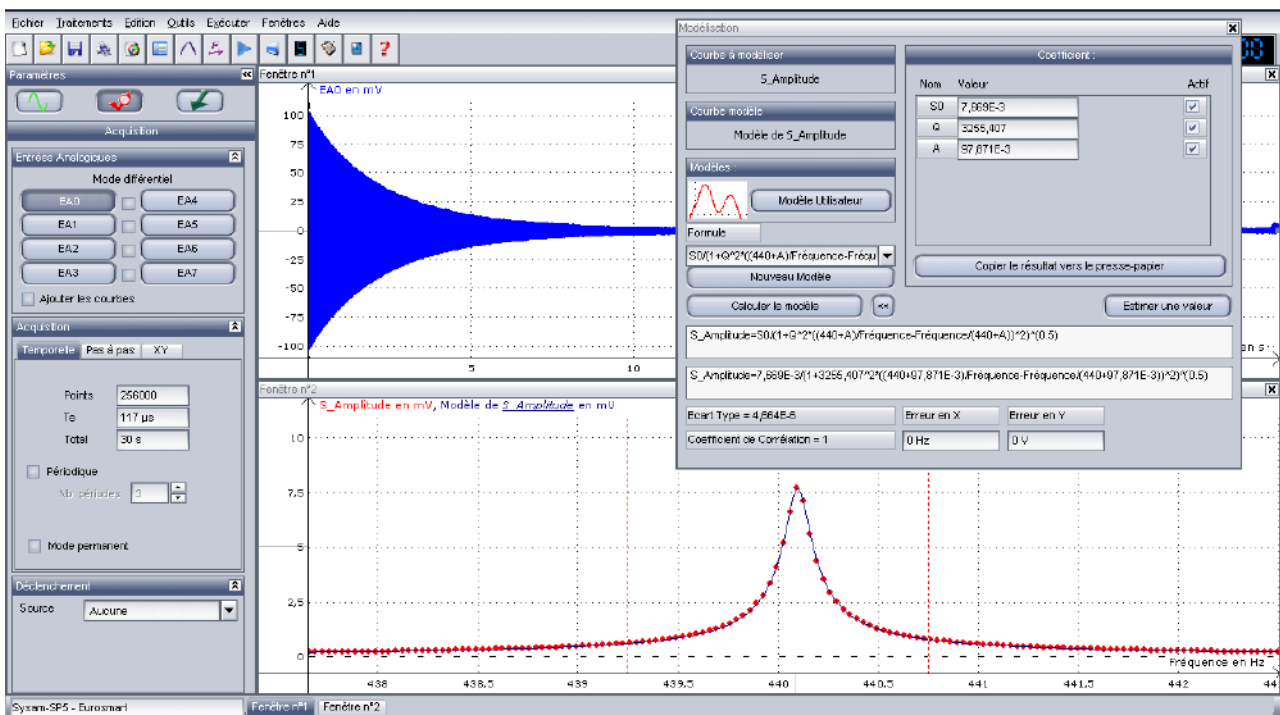 Fichier Traitements Edition Outils Exécuter Fenêtres Aide
Paramètres
Acquisition
Entrées Analogiques
Mode différentiel
EA0 EA4
EA1 EA5
EA2 EA6
EA3 EA7
Ajouter les courbes
Acquisition
Temporelle Pas à pas XY
Points 256000
Te 117 µs
Total 30 s
Périodique
Nb périodes 3
Mode permanent
Déclenchement
Source Aucune
Sysam-SP5 - Eurosmart
Fenêtre n°1
EA0 en mV
100
75
50
25
0
-25
-50
-75
-100
5 10
en s
Fenêtre n°2
S_Amplitude en mV, Modèle de S_Amplitude en mV
10
7,5
5
2,5
0
Fréquence en Hz
438 438.5 439 439.5 440 440.5 441 441.5 442
Fenêtre n°1 Fenêtre n°2
Modélisation
Courbe à modéliser
S_Amplitude
Courbe modèle
Modèle de S_Amplitude
Modèles :
Modèle Utilisateur
Formule
S0/(1+Q^2*((440+A)/Fréquence-Fréqu
Nouveau Modèle
Calculer le modèle <<
Estimer une valeur
Coefficient :
Nom Valeur Actif
S0 7,669E-3
Q 3255,407
A 97,871E-3
Copier le résultat vers le presse-papier
S_Amplitude=S0/(1+Q^2*((440+A)/Fréquence-Fréquence/(440+A))^2)^(0.5)
S_Amplitude=7,669E-3/(1+3255,407^2*((440+97,871E-3)/Fréquence-Fréquence/(440+97,871E-3))^2)^(0.5)
Ecart Type = 4,664E-6 Erreur en X Erreur en Y
Coefficient de Corrélation = 1 0 Hz 0 V